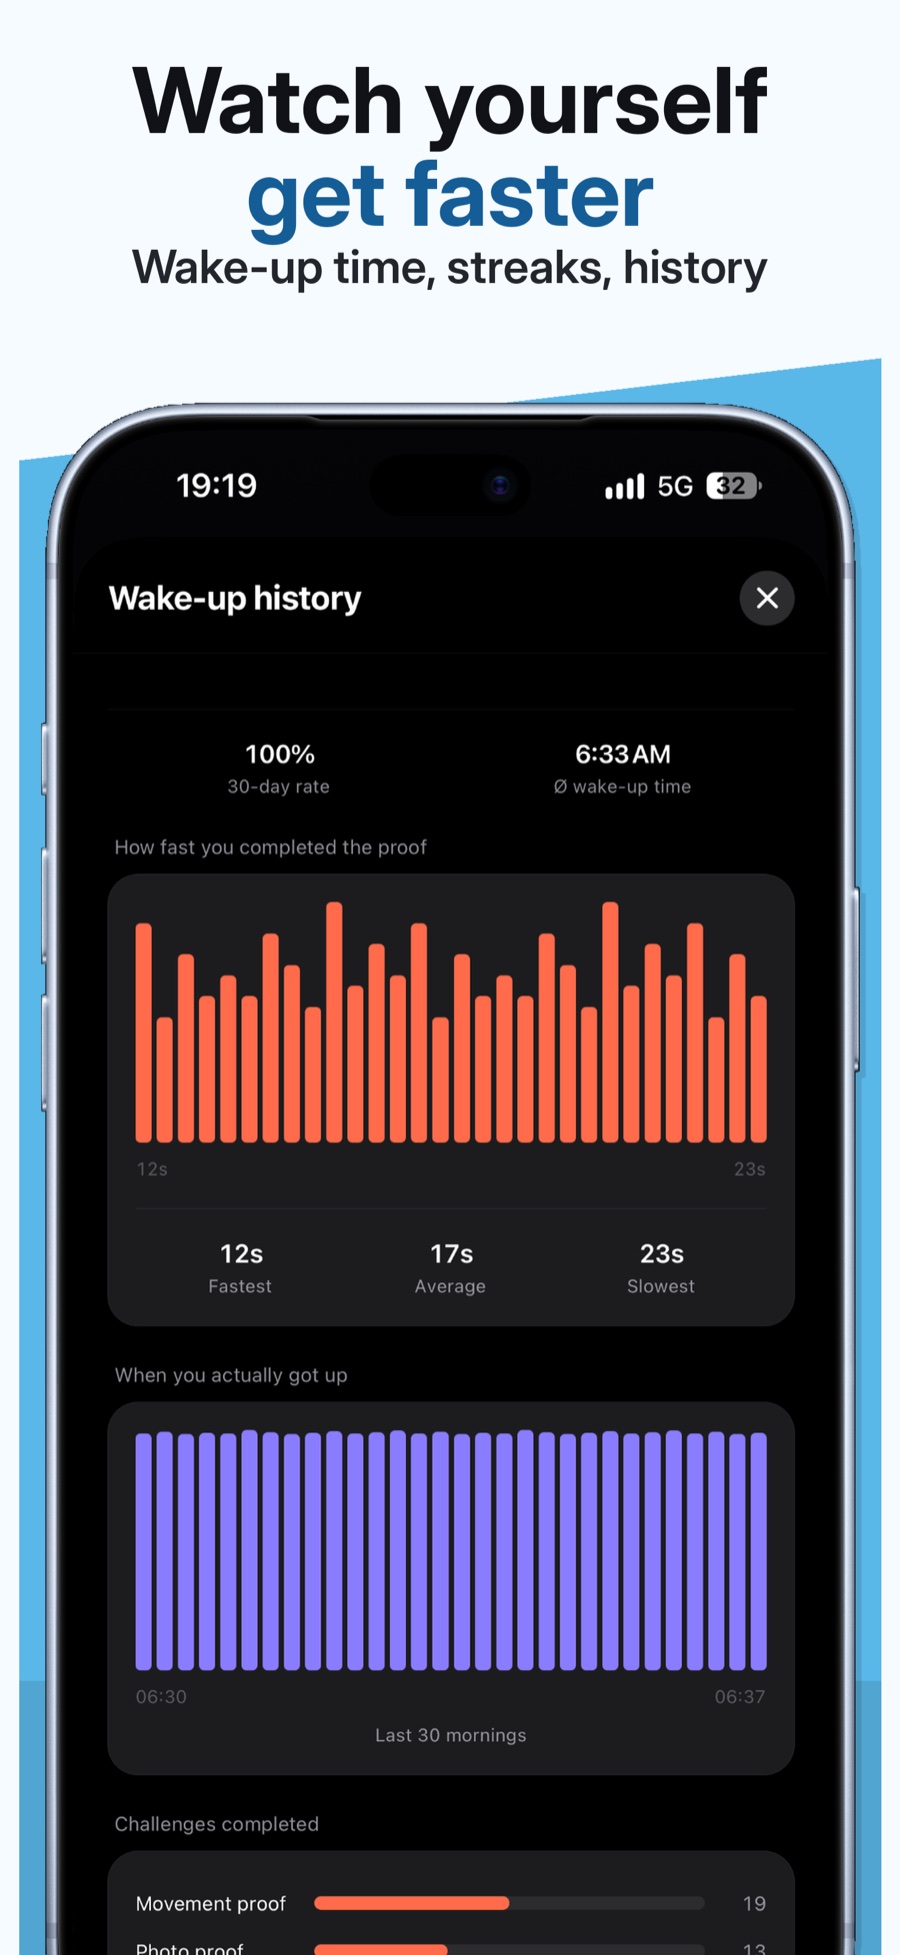 Watch yourself
get faster
Wake-up time, streaks, history
19:19
5G 32
Wake-up history
100%
30-day rate
6:33 AM
Ø wake-up time
How fast you completed the proof
12s
23s
12s
Fastest
17s
Average
23s
Slowest
When you actually got up
06:30
06:37
Last 30 mornings
Challenges completed
Movement proof 19
Photo proof 13